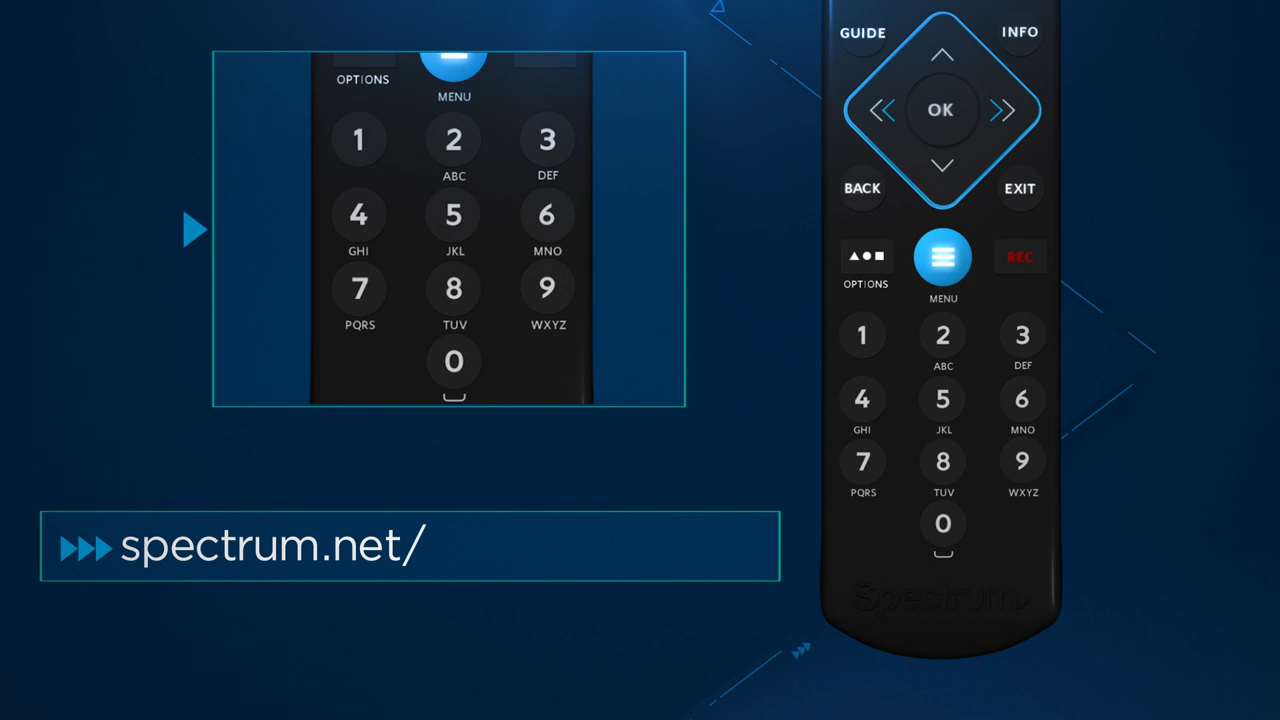 OPTIONS
MENU
1 2 3
ABC DEF
4 5 6
GHI JKL MNO
7 8 9
PQRS TUV WXYZ
0
spectrum.net/
GUIDE INFO
OK
BACK EXIT
REC
OPTIONS
MENU
1 2 3
ABC DEF
4 5 6
GHI JKL MNO
7 8 9
PQRS TUV WXYZ
0
Spectrum